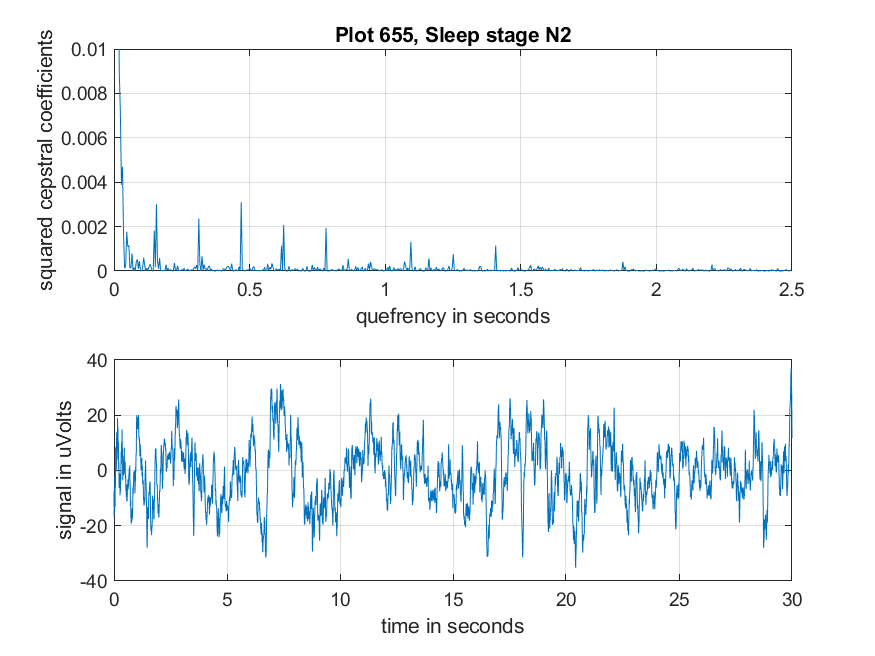 Plot 655, Sleep stage N2
squared cepstral coefficients
0.01
0.008
0.006
0.004
0.002
0
0 0.5 1 1.5 2 2.5
quefrency in seconds
signal in uVolts
40
20
0
-20
-40
0 5 10 15 20 25 30
time in seconds